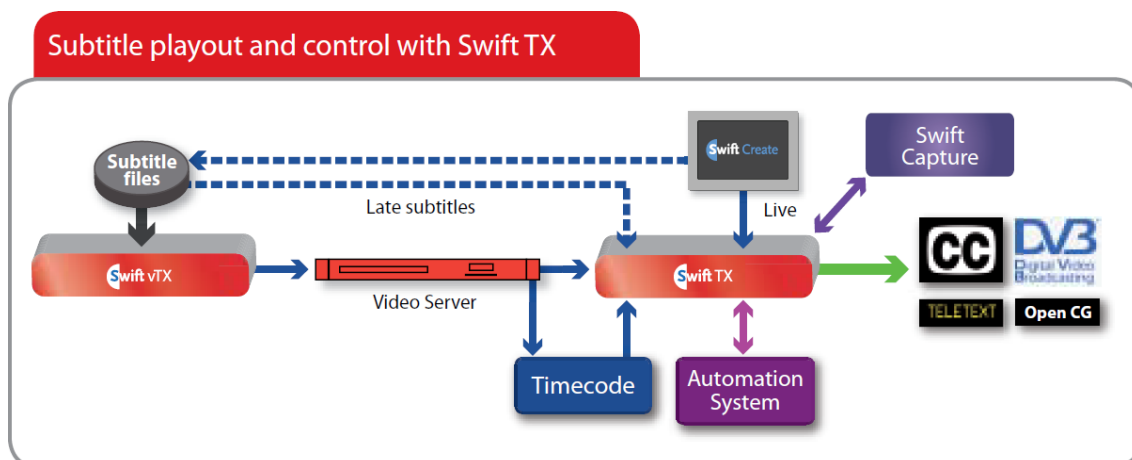 Subtitle playout and control with Swift TX
Subtitle
files
Swift Create
Swift
Capture
Late subtitles
Live
Swift vTX
Video Server
Swift TX
CC
DVB
Digital Video
Broadcasting
TELETEXT
Open CG
Timecode
Automation
System